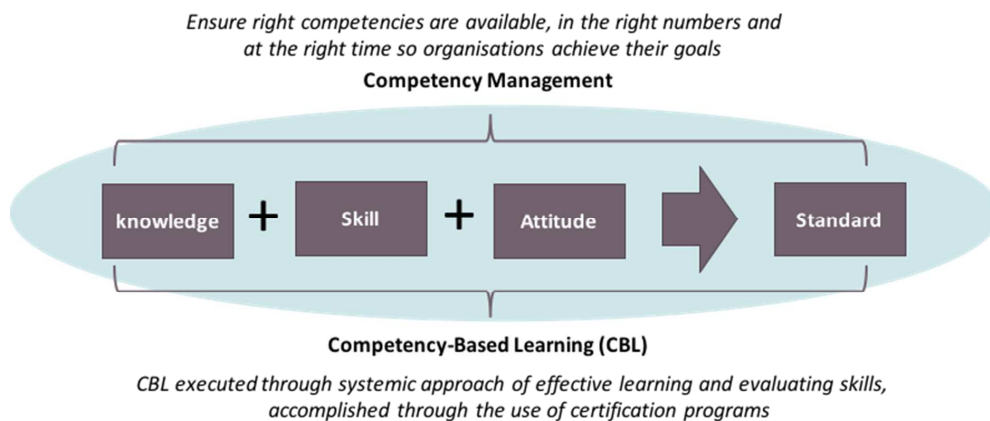 Ensure right competencies are available, in the right numbers and
at the right time so organisations achieve their goals
Competency Management
knowledge + Skill + Attitude Standard
Competency-Based Learning (CBL)
CBL executed through systemic approach of effective learning and evaluating skills,
accomplished through the use of certification programs